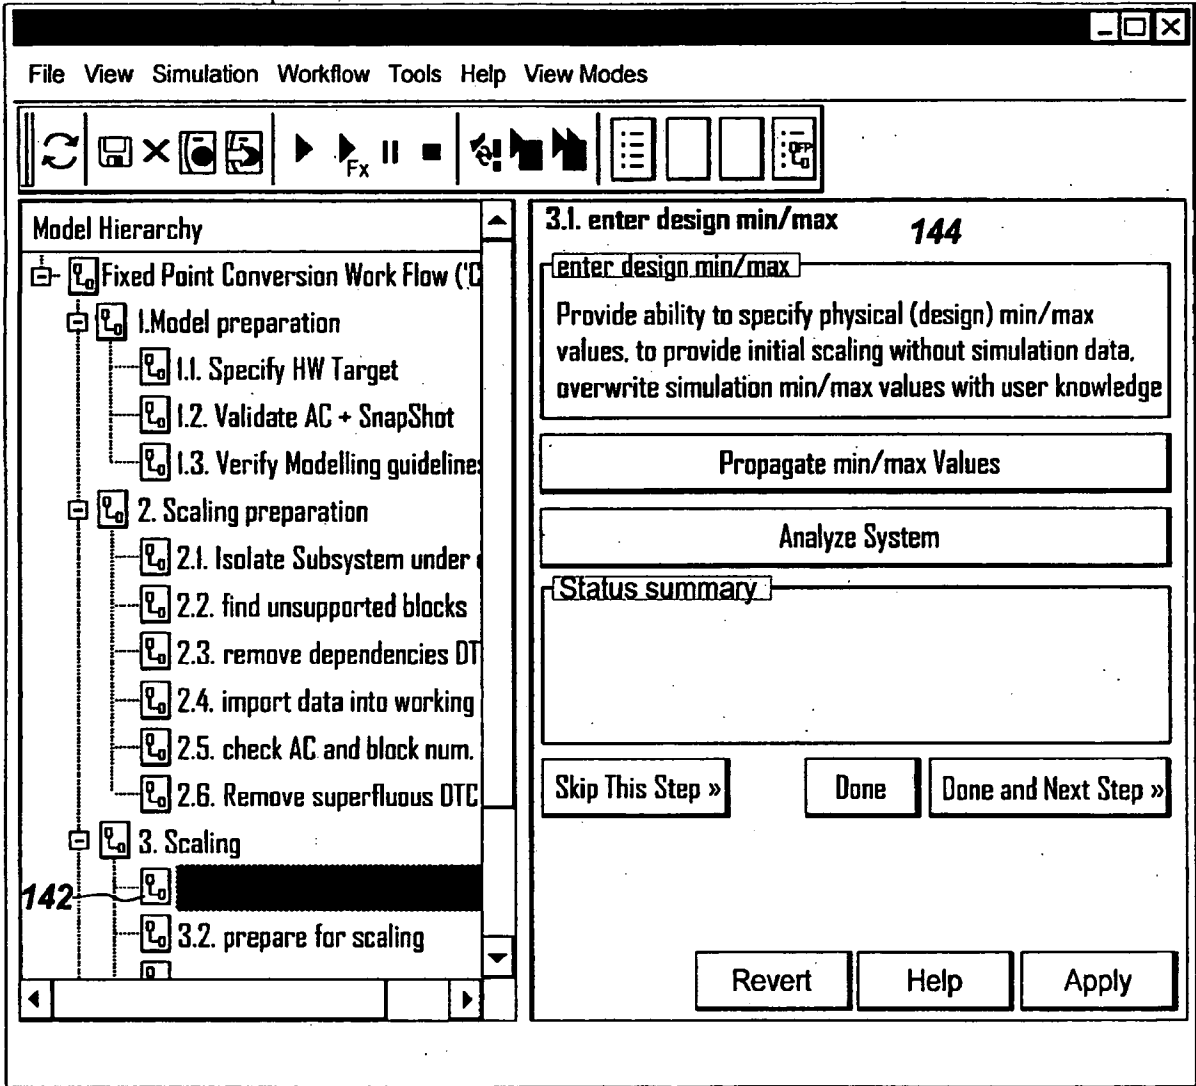 File View Simulation Workflow Tools Help View Modes
Fx
FP
Model Hierarchy
Fixed Point Conversion Work Flow ('C
1.Model preparation
1.1. Specify HW Target
1.2. Validate AC + SnapShot
1.3. Verify Modelling guidelines
2. Scaling preparation
2.1. Isolate Subsystem under
2.2. find unsupported blocks
2.3. remove dependencies DT
2.4. import data into working
2.5. check AC and block num.
2.6. Remove superfluous DTC
3. Scaling
142
3.2. prepare for scaling
3.1. enter design min/max
144
enter design min/max
Provide ability to specify physical (design) min/max
values, to provide initial scaling without simulation data,
overwrite simulation min/max values with user knowledge
Propagate min/max Values
Analyze System
Status summary
Skip This Step »
Done
Done and Next Step »
Revert
Help
Apply